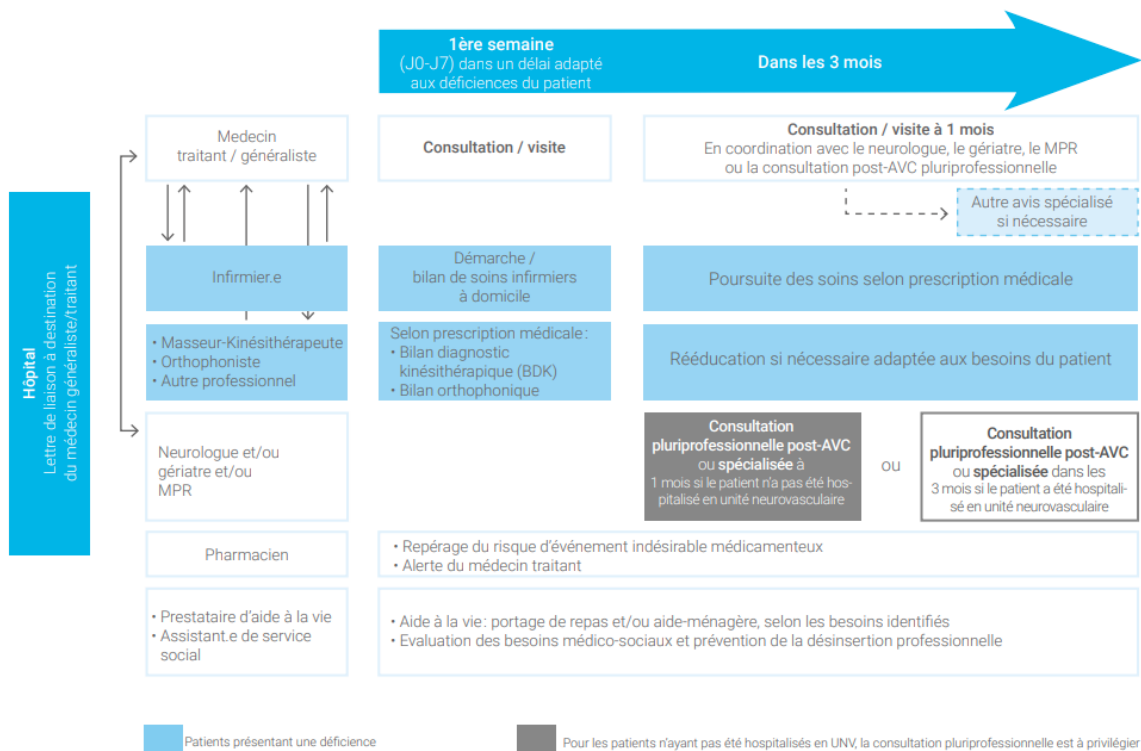 1ère semaine
(J0-J7) dans un délai adapté
aux déficiences du patient
Dans les 3 mois
Hôpital
Lettre de liaison à destination
du médecin généraliste/traitant
Medecin
traitant / généraliste
Consultation / visite
Consultation / visite à 1 mois
En coordination avec le neurologue, le gériatre, le MPR
ou la consultation post-AVC pluriprofessionnelle
Autre avis spécialisé
si nécessaire
Infirmier.e
Démarche /
bilan de soins infirmiers
à domicile
Poursuite des soins selon prescription médicale
• Masseur-Kinésithérapeute
• Orthophoniste
• Autre professionnel
Selon prescription médicale :
• Bilan diagnostic
kinésithérapique (BDK)
• Bilan orthophonique
Rééducation si nécessaire adaptée aux besoins du patient
Neurologue et/ou
gériatre et/ou
MPR
Consultation
pluriprofessionnelle post-AVC
ou spécialisée à
1 mois si le patient n'a pas été hos-
pitalisé en unité neurovasculaire
ou
Consultation
pluriprofessionnelle post-AVC
ou spécialisée dans les
3 mois si le patient a été hospitali-
sé en unité neurovasculaire
Pharmacien
• Repérage du risque d'événement indésirable médicamenteux
• Alerte du médecin traitant
• Prestataire d'aide à la vie
• Assistant.e de service
social
• Aide à la vie : portage de repas et/ou aide-ménagère, selon les besoins identifiés
• Evaluation des besoins médico-sociaux et prévention de la désinsertion professionnelle
Patients présentant une déficience
Pour les patients n'ayant pas été hospitalisés en UNV, la consultation pluriprofessionnelle est à privilégier